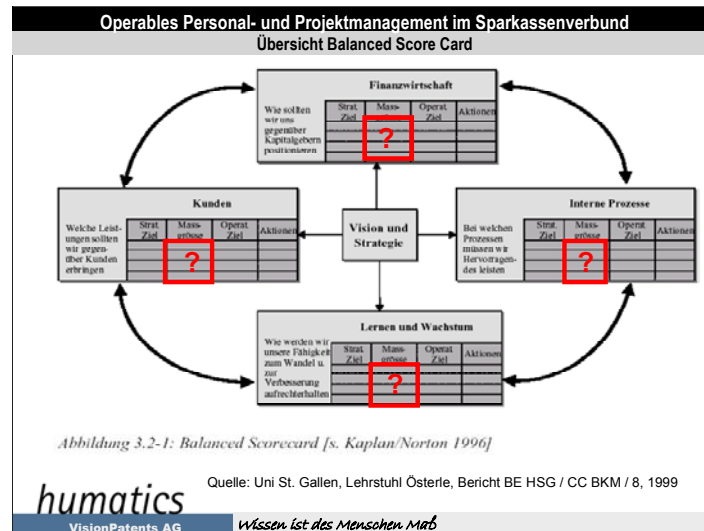 Operables Personal- und Projektmanagement im Sparkassenverbund
Übersicht Balanced Score Card
Finanzwirtschaft
Wie sollten
wir uns
gegenüber
Kapitalgebern
positionieren
Strat. Ziel
Mass-grösse
Operat. Ziel
Aktionen
?
Kunden
Welche Leist-
ungen sollten
wir gegen-
über Kunden
erbringen
Strat. Ziel
Mass-grösse
Operat. Ziel
Aktionen
?
Vision und
Strategie
Interne Prozesse
Bei welchen
Prozessen
müssen wir
Hervorragen-
des leisten
Strat. Ziel
Mass-grösse
Operat. Ziel
Aktionen
?
Lernen und Wachstum
Wie werden wir
unsere Fähigkeit
zum Wandel u.
zur
Verbesserung
aufrechterhalten
Strat. Ziel
Mass-grösse
Operat. Ziel
Aktionen
?
Abbildung 3.2-1: Balanced Scorecard [s. Kaplan/Norton 1996]
Quelle: Uni St. Gallen, Lehrstuhl Österle, Bericht BE HSG / CC BKM / 8, 1999
humatics
VisionPatents AG
Wissen ist des Menschen Maß